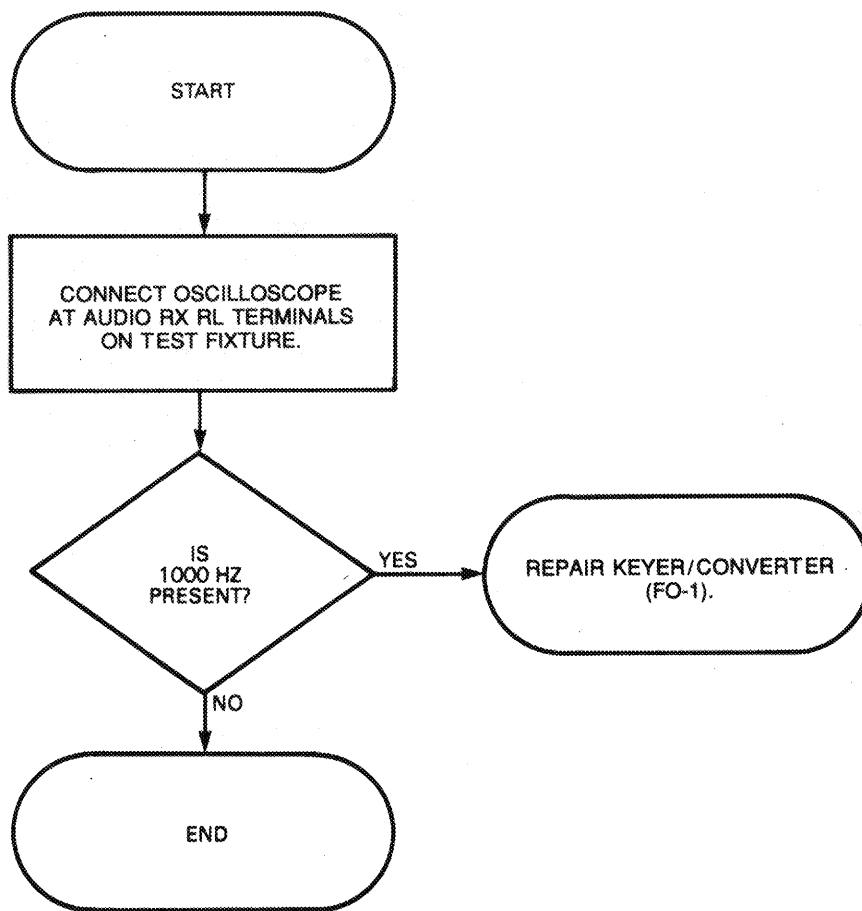 START
CONNECT OSCILLOSCOPE
AT AUDIO RX RL TERMINALS
ON TEST FIXTURE.
IS
1000 HZ
PRESENT?
YES
REPAIR KEYER/CONVERTER
(FO-1).
NO
END